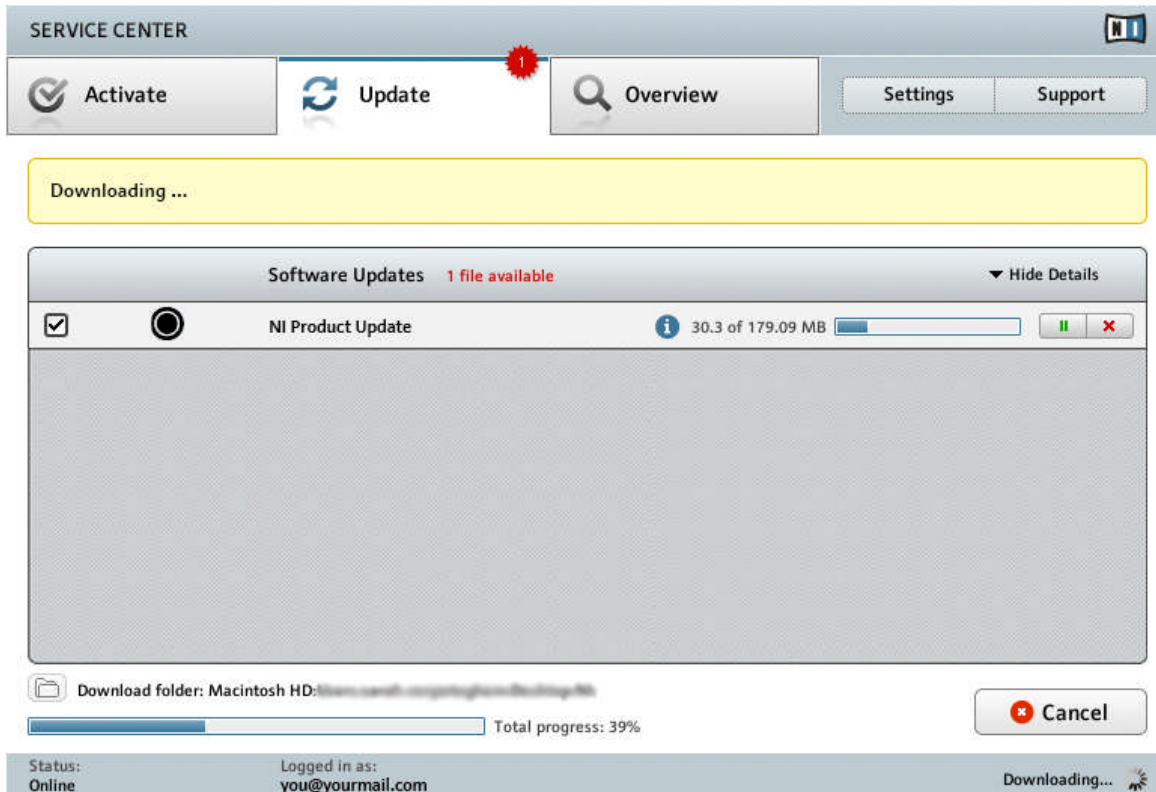 SERVICE CENTER
NI
Activate
Update
1
Overview
Settings
Support
Downloading ...
Software Updates 1 file available
Hide Details
NI Product Update
30.3 of 179.09 MB
Download folder: Macintosh HD:
Total progress: 39%
Cancel
Status:
Online
Logged in as:
you@yourmail.com
Downloading...